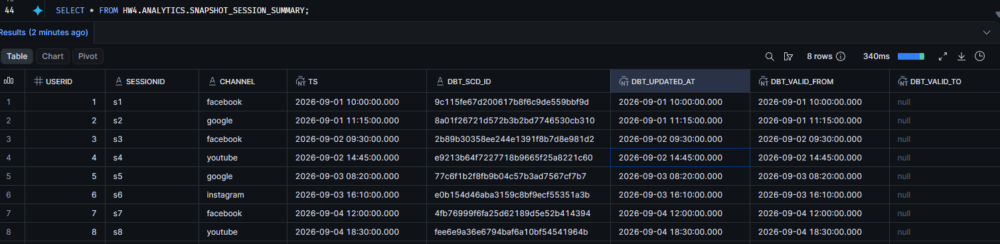 44 SELECT * FROM HW4.ANALYTICS.SNAPSHOT_SESSION_SUMMARY;
Results (2 minutes ago)
Table Chart Pivot 8 rows 340ms
USERID SESSIONID CHANNEL TS DBT_SCD_ID DBT_UPDATED_AT DBT_VALID_FROM DBT_VALID_TO
1 1 s1 facebook 2026-09-01 10:00:00.000 9c115fe67d200617b8f6c9de559bbf9d 2026-09-01 10:00:00.000 2026-09-01 10:00:00.000 null
2 2 s2 google 2026-09-01 11:15:00.000 8a01f26721d572b3b2bd7746530cb310 2026-09-01 11:15:00.000 2026-09-01 11:15:00.000 null
3 3 s3 facebook 2026-09-02 09:30:00.000 2b89b30358ee244e1391f8b7d8e981d2 2026-09-02 09:30:00.000 2026-09-02 09:30:00.000 null
4 4 s4 youtube 2026-09-02 14:45:00.000 e9213b64f7227718b9665f25a8221c60 2026-09-02 14:45:00.000 2026-09-02 14:45:00.000 null
5 5 s5 google 2026-09-03 08:20:00.000 77c6f1b2f8fb9b04c57b3ad7567cf7b7 2026-09-03 08:20:00.000 2026-09-03 08:20:00.000 null
6 6 s6 instagram 2026-09-03 16:10:00.000 e0b154d46aba3159c8bf9ecf55351a3b 2026-09-03 16:10:00.000 2026-09-03 16:10:00.000 null
7 7 s7 facebook 2026-09-04 12:00:00.000 4fb76999f6fa25d62189d5e52b414394 2026-09-04 12:00:00.000 2026-09-04 12:00:00.000 null
8 8 s8 youtube 2026-09-04 18:30:00.000 fee6e9a36e6794baf6a10bf54541964b 2026-09-04 18:30:00.000 2026-09-04 18:30:00.000 null